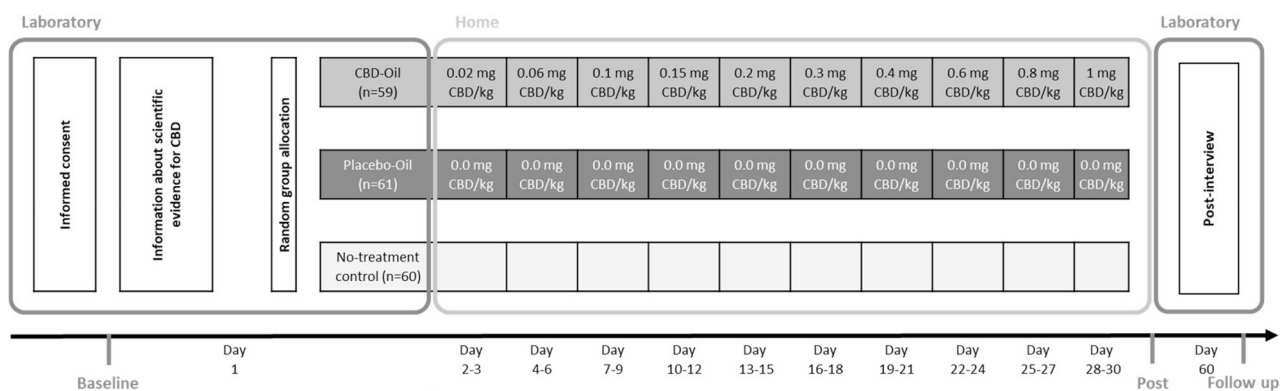 Laboratory
Home
Laboratory
Informed consent
Information about scientific
evidence for CBD
Random group allocation
CBD-Oil
(n=59)
0.02 mg
CBD/kg
0.06 mg
CBD/kg
0.1 mg
CBD/kg
0.15 mg
CBD/kg
0.2 mg
CBD/kg
0.3 mg
CBD/kg
0.4 mg
CBD/kg
0.6 mg
CBD/kg
0.8 mg
CBD/kg
1 mg
CBD/kg
Placebo-Oil
(n=61)
0.0 mg
CBD/kg
0.0 mg
CBD/kg
0.0 mg
CBD/kg
0.0 mg
CBD/kg
0.0 mg
CBD/kg
0.0 mg
CBD/kg
0.0 mg
CBD/kg
0.0 mg
CBD/kg
0.0 mg
CBD/kg
0.0 mg
CBD/kg
No-treatment
control (n=60)
Post-interview
Day
1
Day
2-3
Day
4-6
Day
7-9
Day
10-12
Day
13-15
Day
16-18
Day
19-21
Day
22-24
Day
25-27
Day
28-30
Day
60
Baseline
Post
Follow up